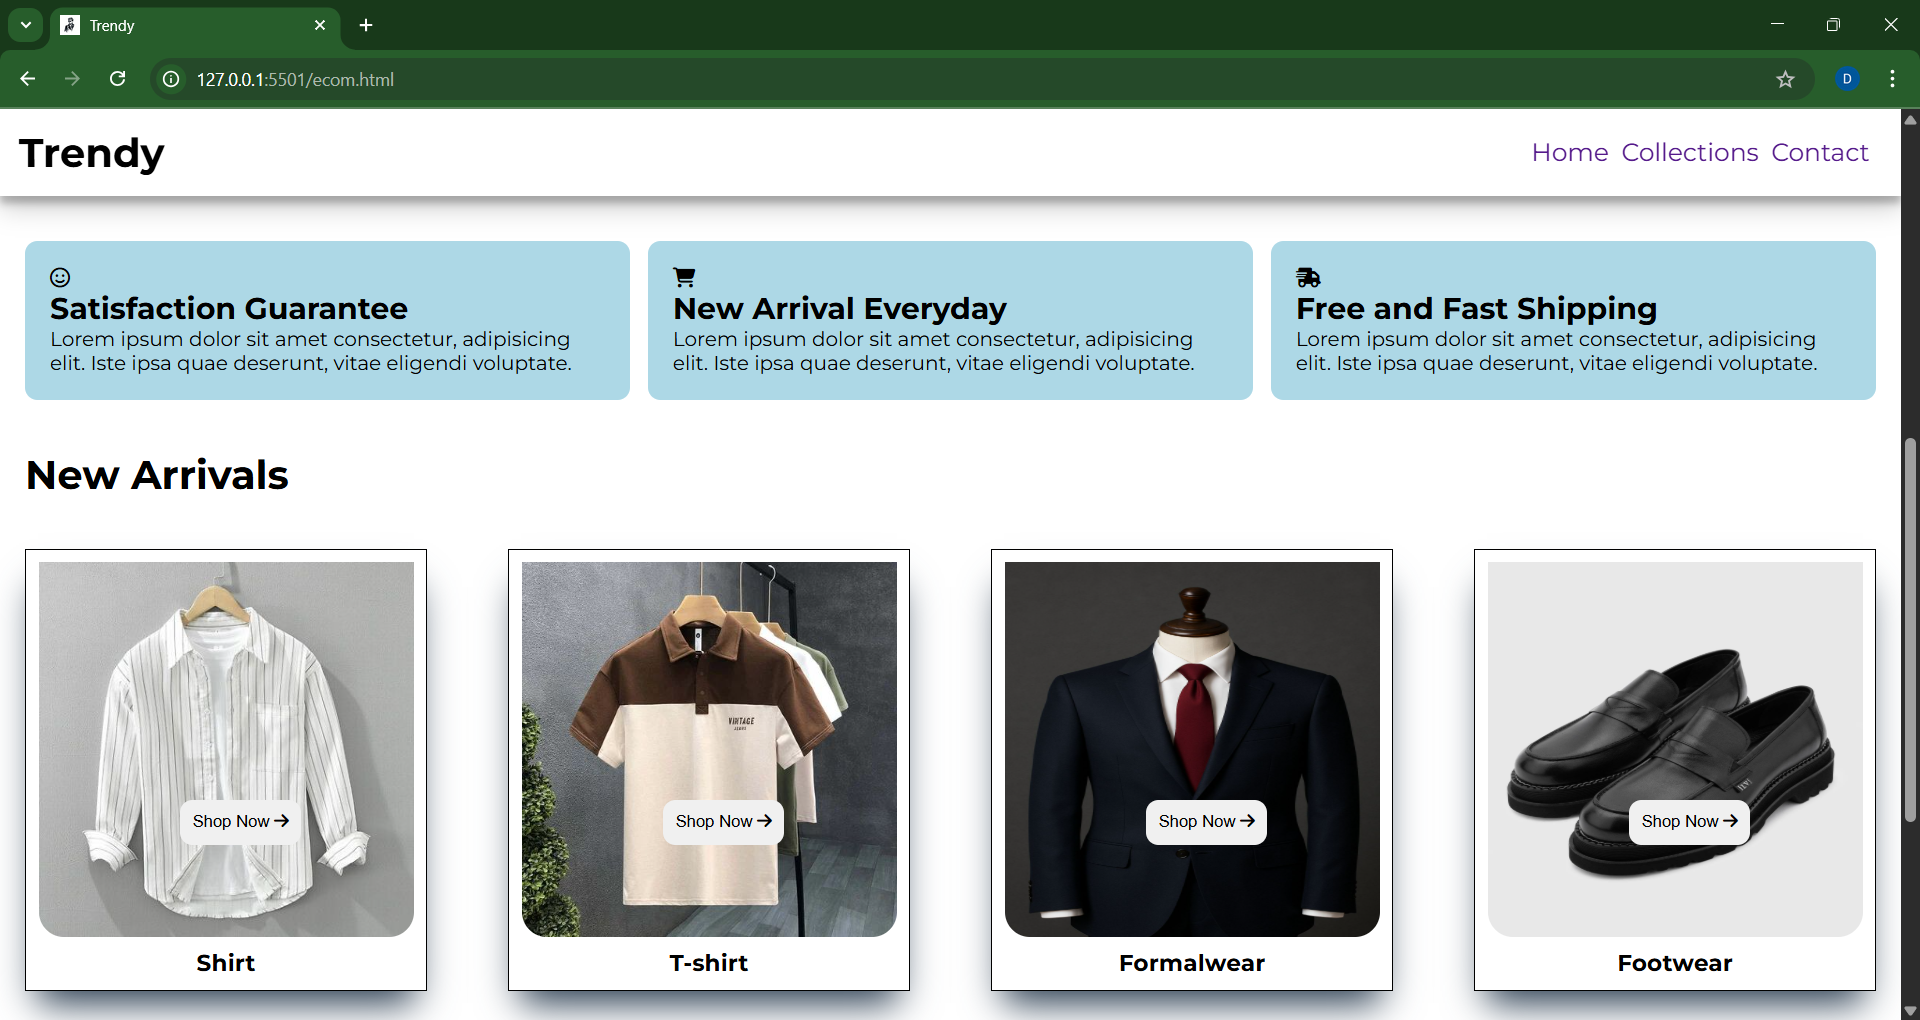 Trendy
127.0.0.1:5501/ecom.html
D
Trendy
Home Collections Contact
Satisfaction Guarantee
Lorem ipsum dolor sit amet consectetur, adipisicing
elit. Iste ipsa quae deserunt, vitae eligendi voluptate.
New Arrival Everyday
Lorem ipsum dolor sit amet consectetur, adipisicing
elit. Iste ipsa quae deserunt, vitae eligendi voluptate.
Free and Fast Shipping
Lorem ipsum dolor sit amet consectetur, adipisicing
elit. Iste ipsa quae deserunt, vitae eligendi voluptate.
New Arrivals
Shop Now
Shirt
VINTAGE
JEANS
Shop Now
T-shirt
Shop Now
Formalwear
Shop Now
Footwear